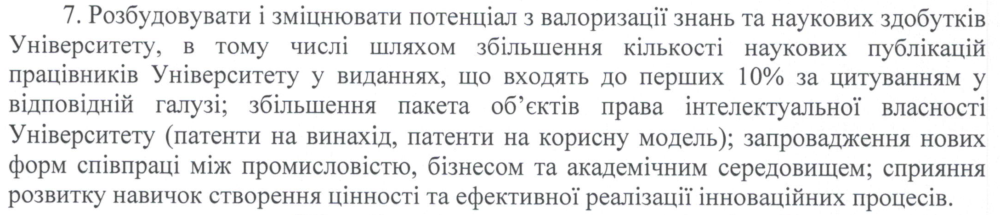 7. Розбудовувати і зміцнювати потенціал з валоризації знань та наукових здобутків
Університету, в тому числі шляхом збільшення кількості наукових публікацій
працівників Університету у виданнях, що входять до перших 10% за цитуванням у
відповідній галузі; збільшення пакета об’єктів права інтелектуальної власності
Університету (патенти на винахід, патенти на корисну модель); запровадження нових
форм співпраці між промисловістю, бізнесом та академічним середовищем; сприяння
розвитку навичок створення цінності та ефективної реалізації інноваційних процесів.